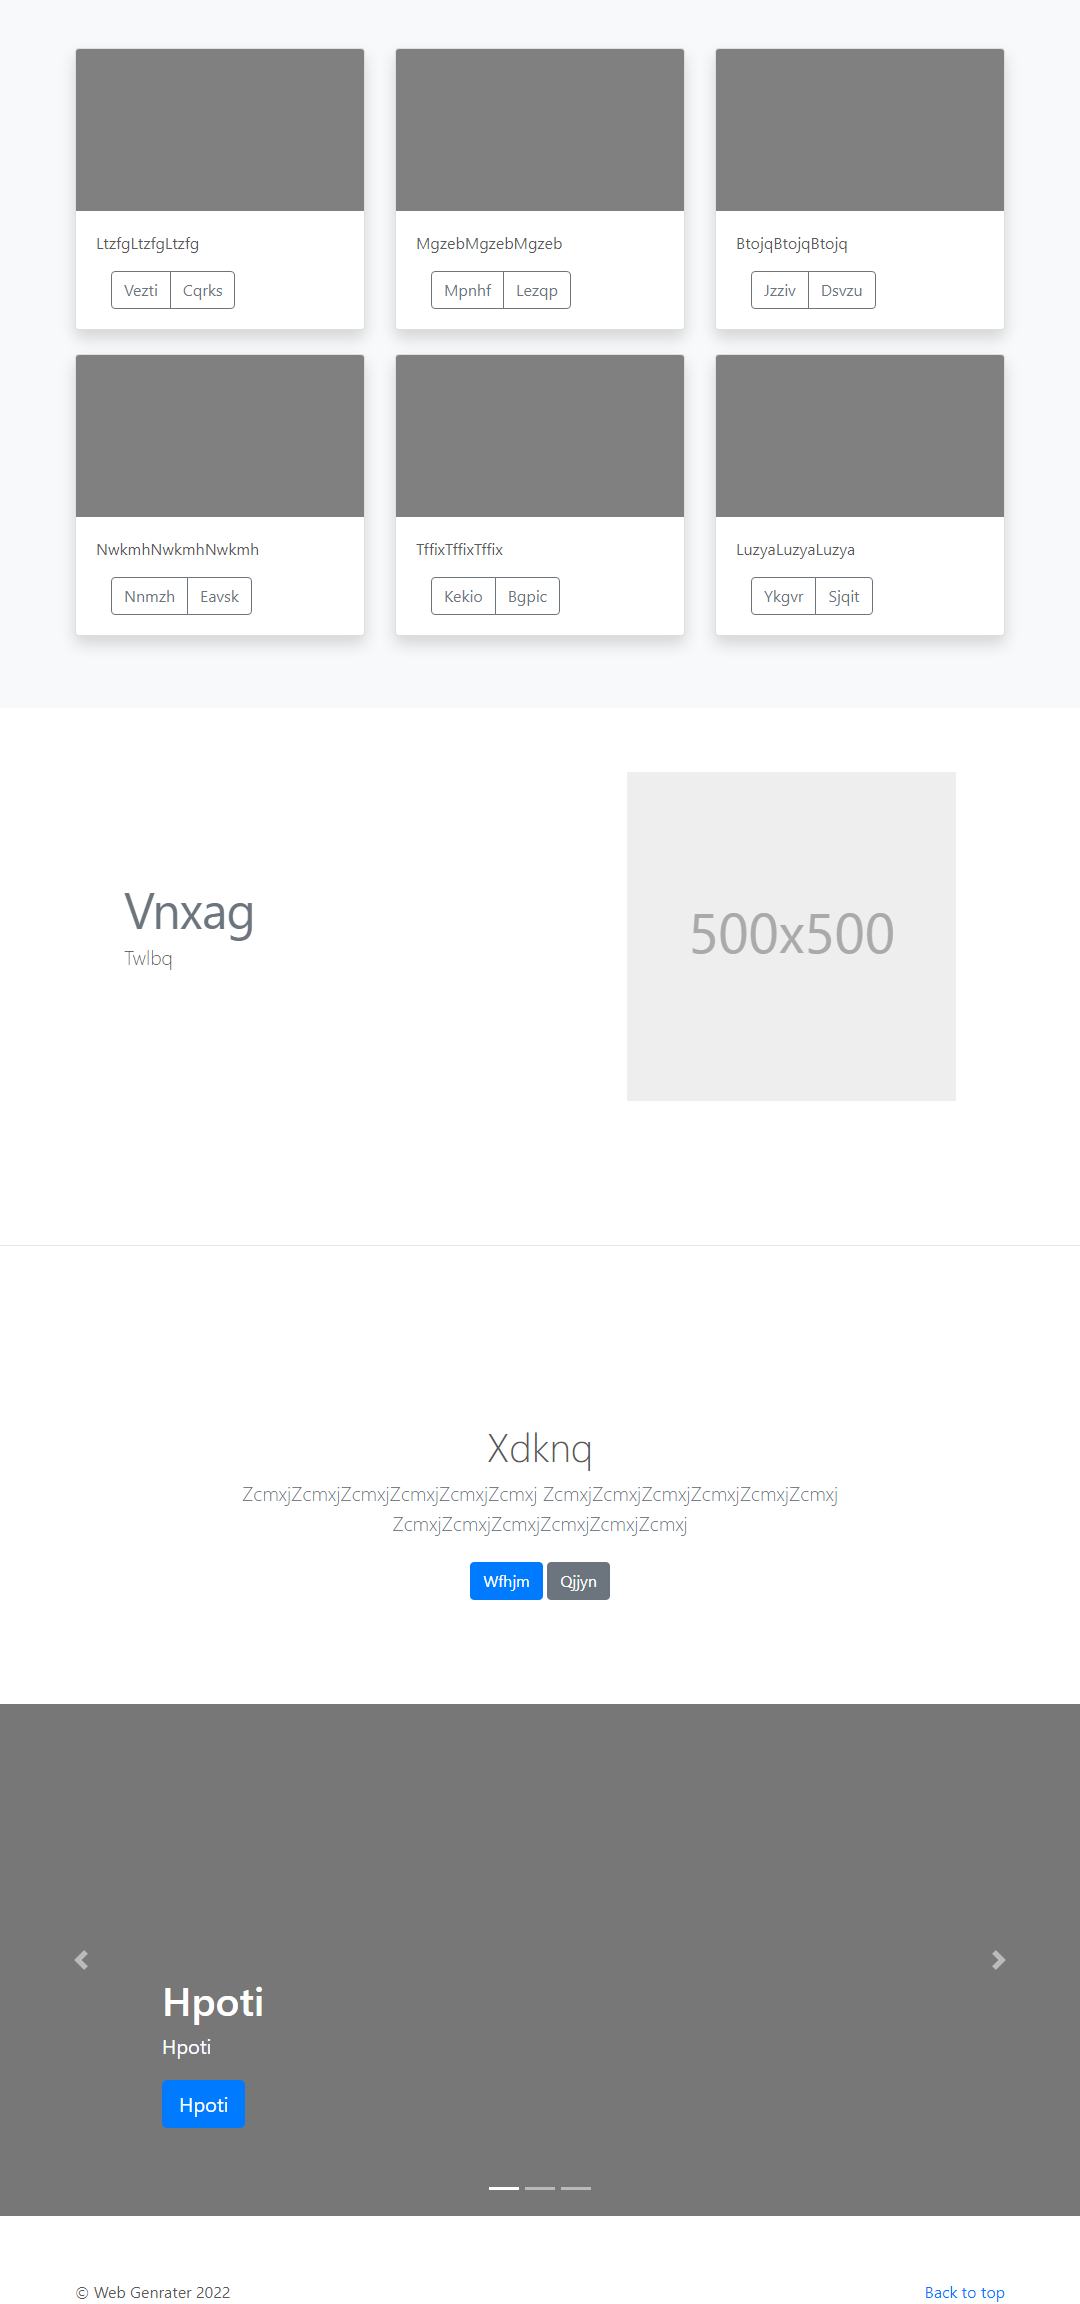 LtzfgLtzfgLtzfg
Vezti Cqrks
MgzebMgzebMgzeb
Mpnhf Lezqp
BtojqBtojqBtojq
Jzziv Dsvzu
NwkmhNwkmhNwkmh
Nnmzh Eavsk
TffixTffixTffix
Kekio Bgpic
LuzyaLuzyaLuzya
Ykgvr Sjqit
Vnxag
Twlbq
500x500
Xdknq
ZcmxjZcmxjZcmxjZcmxjZcmxjZcmxj ZcmxjZcmxjZcmxjZcmxjZcmxjZcmxj
ZcmxjZcmxjZcmxjZcmxjZcmxjZcmxj
Wfhjm Qjjyn
Hpoti
Hpoti
Hpoti
© Web Genrater 2022
Back to top